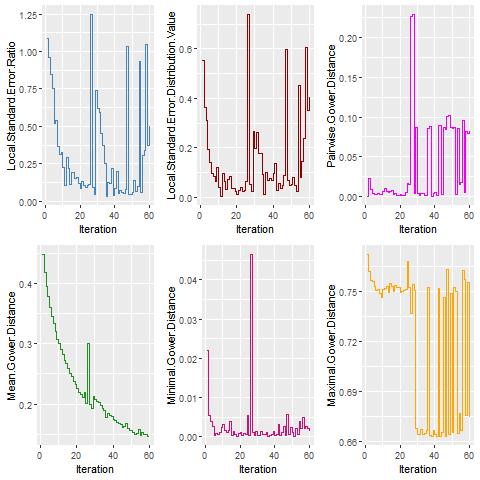 Local.Standard.Error.Ratio
1.25
1.00
0.75
0.50
0.25
0.00
0 20 40 60
Iteration
Local.Standard.Error.Distribution.Value
0.6
0.4
0.2
0.0
0 20 40 60
Iteration
Pairwise.Gower.Distance
0.20
0.15
0.10
0.05
0.00
0 20 40 60
Iteration
Mean.Gower.Distance
0.4
0.3
0.2
0 20 40 60
Iteration
Minimal.Gower.Distance
0.04
0.03
0.02
0.01
0.00
0 20 40 60
Iteration
Maximal.Gower.Distance
0.75
0.72
0.69
0.66
0 20 40 60
Iteration